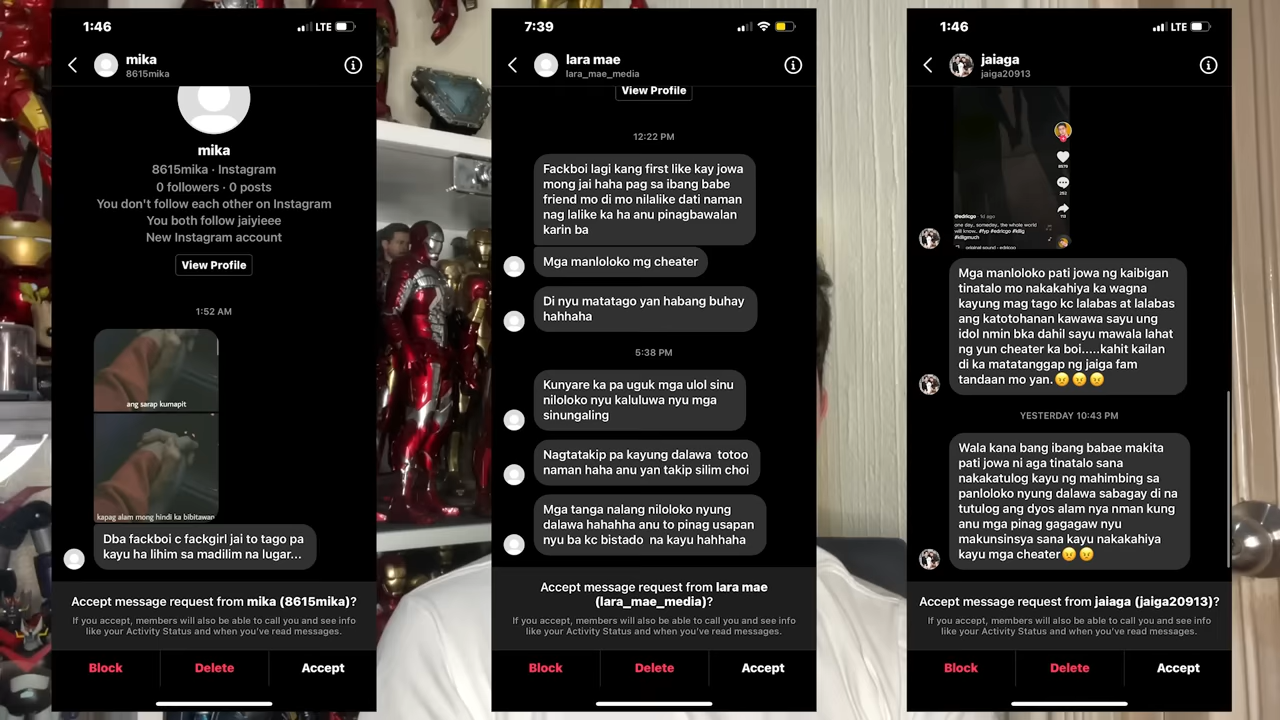 1:46
LTE
mika
8615mika
mika
8615mika · Instagram
0 followers · 0 posts
You don't follow each other on Instagram
You both follow jaiyieee
New Instagram account
View Profile
1:52 AM
ang sarap kumapit
kapag alam mong hindi ka bibitawan
Dba fackboi c fackgirl jai to tago pa
kayu ha lihim sa madilim na lugar...
Accept message request from mika (8615mika)?
If you accept, members will also be able to call you and see info
like your Activity Status and when you've read messages.
Block
Delete
Accept
7:39
lara mae
lara_mae_media
View Profile
12:22 PM
Fackboi lagi kang first like kay jowa
mong jai haha pag sa ibang babe
friend mo di mo nilalike dati naman
nag lalike ka ha anu pinagbawalan
karin ba
Mga manloloko mg cheater
Di nyu matatago yan habang buhay
hahhaha
5:38 PM
Kunyare ka pa uguk mga ulol sinu
niloloko nyu kaluluwa nyu mga
sinungaling
Nagtatakip pa kayung dalawa  totoo
naman haha anu yan takip silim choi
Mga tanga nalang niloloko nyung
dalawa hahahha anu to pinag usapan
nyu ba kc bistado  na kayu hahhaha
Accept message request from lara mae
(lara_mae_media)?
If you accept, members will also be able to call you and see info
like your Activity Status and when you've read messages.
Block
Delete
Accept
1:46
LTE
jaiaga
jaiga20913
@edricgo · 1d ago
one day, someday, the whole world
will know.. #fyp #edricgo #kilig
#kiligmuch
original sound - edricgo
Mga manloloko pati jowa ng kaibigan
tinatalo mo nakakahiya ka wagna
kayung mag tago kc lalabas at lalabas
ang katotohanan kawawa sayu ung
idol nmin bka dahil sayu mawala lahat
ng yun cheater ka boi.....kahit kailan
di ka matatanggap ng jaiga fam
tandaan mo yan.😠😠😠
YESTERDAY 10:43 PM
Wala kana bang ibang babae makita
pati jowa ni aga tinatalo sana
nakakatulog kayu ng mahimbing sa
panloloko nyung dalawa sabagay di na
tutulog ang dyos alam nya nman kung
anu mga pinag gagagaw nyu
makunsinsya sana kayu nakakahiya
kayu mga cheater😠😠
Accept message request from jaiaga (jaiga20913)?
If you accept, members will also be able to call you and see info
like your Activity Status and when you've read messages.
Block
Delete
Accept